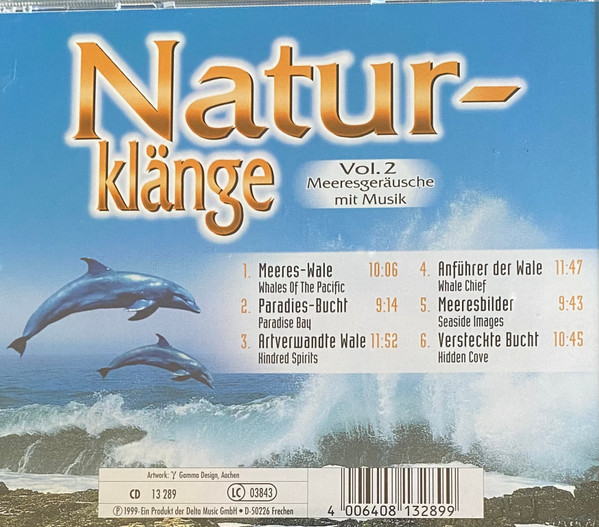 Natur-
klänge
Vol. 2
Meeresgeräusche
mit Musik
1. Meeres-Wale 10:06
Whales Of The Pacific
2. Paradies-Bucht 9:14
Paradise Bay
3. Artverwandte Wale 11:52
Kindred Spirits
4. Anführer der Wale 11:47
Whale Chief
5. Meeresbilder 9:43
Seaside Images
6. Versteckte Bucht 10:45
Hidden Cove
Artwork: γ Gamma Design, Aachen
CD 13 289 LC 03843
℗ 1999·Ein Produkt der Delta Music GmbH • D-50226 Frechen
4 006408 132899